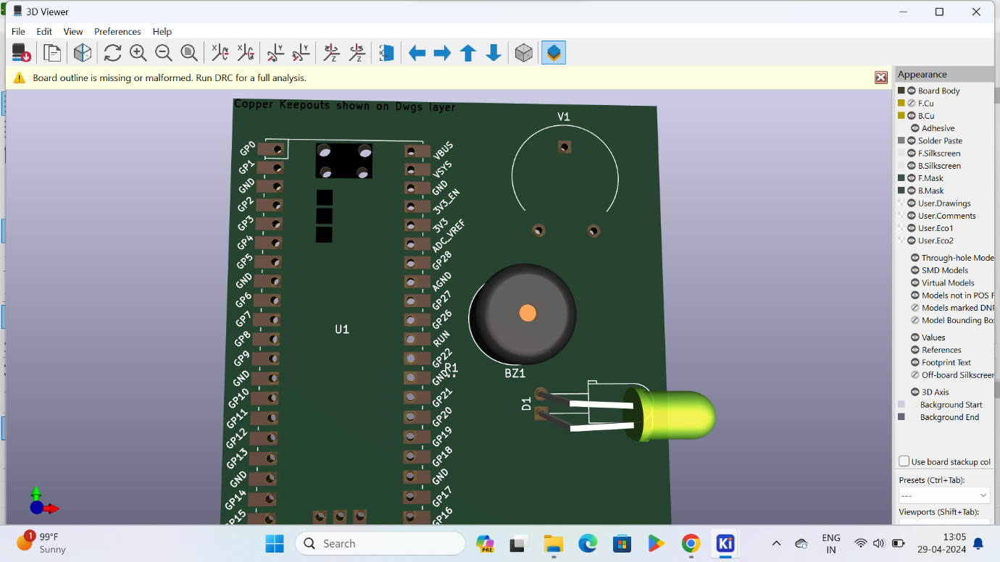 3D Viewer
File Edit View Preferences Help
Board outline is missing or malformed. Run DRC for a full analysis.
Copper Keepouts shown on Dwgs layer
GP0
GP1
GND
GP2
GP3
GP4
GP5
GND
GP6
GP7
GP8
GP9
GND
GP10
GP11
GP12
GP13
GND
GP14
GP15
U1
VBUS
VSYS
GND
3V3_EN
3V3
ADC_VREF
GP28
AGND
GP27
GP26
RUN
GP22
GND
GP21
GP20
GP19
GP18
GND
GP17
GP16
R1
V1
BZ1
D1
Appearance
Board Body
F.Cu
B.Cu
Adhesive
Solder Paste
F.Silkscreen
B.Silkscreen
F.Mask
B.Mask
User.Drawings
User.Comments
User.Eco1
User.Eco2
Through-hole Mode
SMD Models
Virtual Models
Models not in POS F
Models marked DNF
Model Bounding Bo
Values
References
Footprint Text
Off-board Silkscreer
3D Axis
Background Start
Background End
Use board stackup col
Presets (Ctrl+Tab):
---
Viewports (Shift+Tab):
1
99°F
Sunny
Search
PRE
Ki
ENG
IN
13:05
29-04-2024